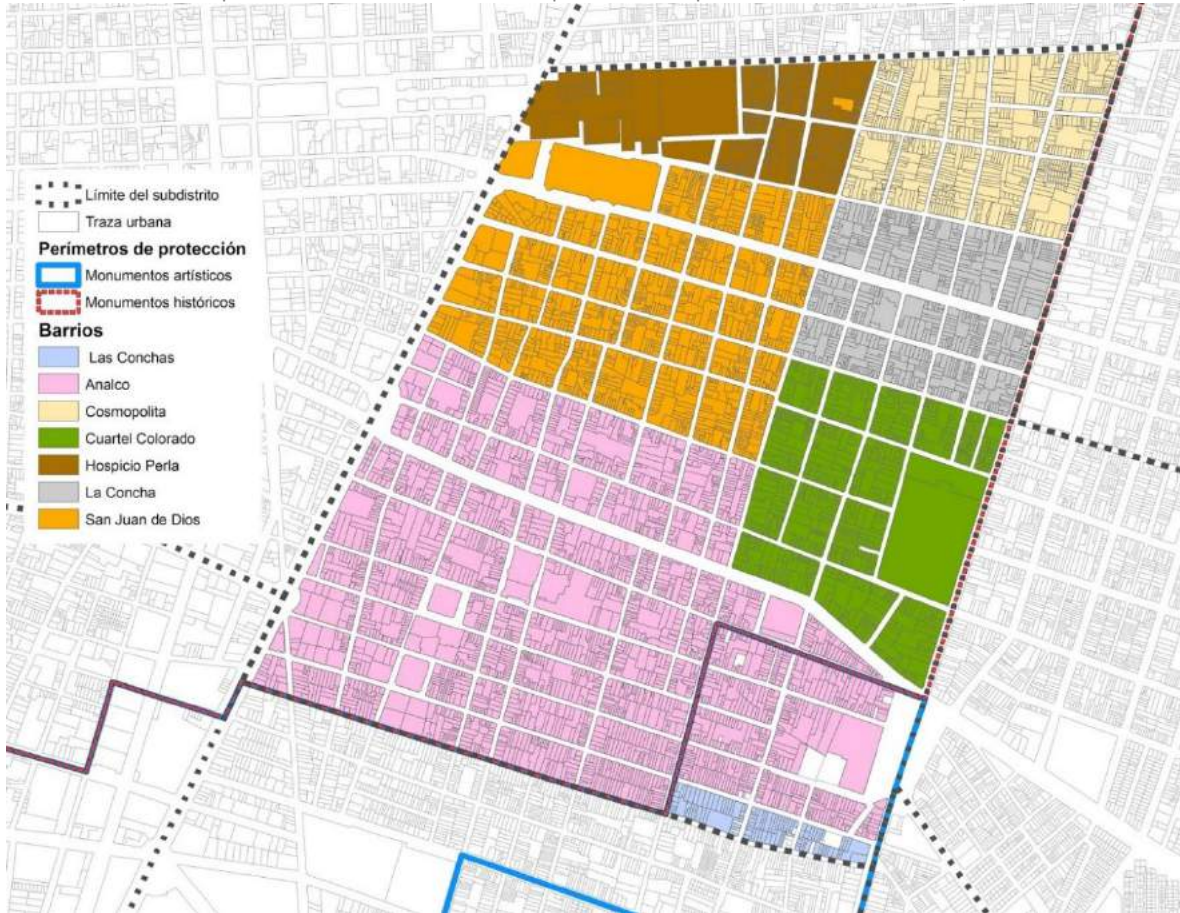 Límite del subdistrito
Traza urbana
Perímetros de protección
Monumentos artísticos
Monumentos históricos
Barrios
Las Conchas
Analco
Cosmopolita
Cuartel Colorado
Hospicio Perla
La Concha
San Juan de Dios